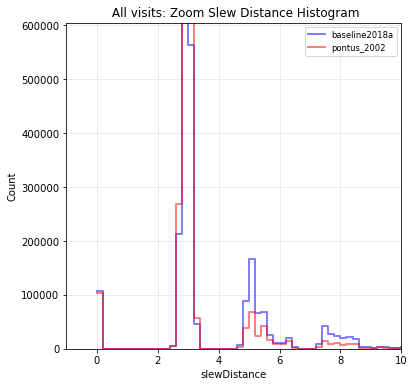 All visits: Zoom Slew Distance Histogram
baseline2018a
pontus_2002
Count
600000
500000
400000
300000
200000
100000
0
0 2 4 6 8 10
slewDistance